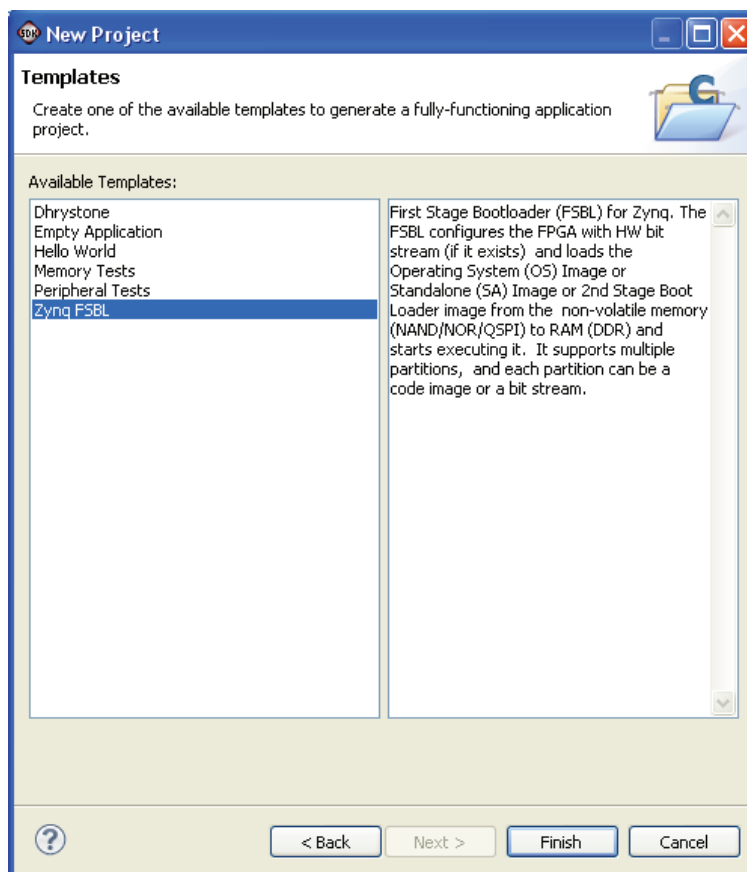 SDK New Project
Templates
Create one of the available templates to generate a fully-functioning application
project.
C
Available Templates:
Dhrystone
Empty Application
Hello World
Memory Tests
Peripheral Tests
Zynq FSBL
First Stage Bootloader (FSBL) for Zynq. The
FSBL configures the FPGA with HW bit
stream (if it exists)  and loads the
Operating System (OS) Image or
Standalone (SA) Image or 2nd Stage Boot
Loader image from the  non-volatile memory
(NAND/NOR/QSPI) to RAM (DDR) and
starts executing it.  It supports multiple
partitions,  and each partition can be a
code image or a bit stream.
?
< Back
Next >
Finish
Cancel